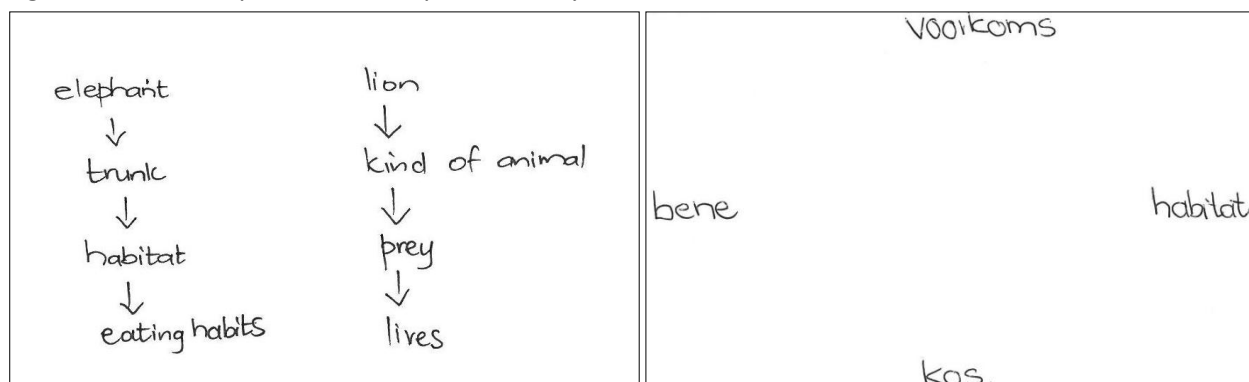 elephant
trunk
habitat
eating habits
lion
kind of animal
prey
lives
voorkoms
bene
habitat
kos